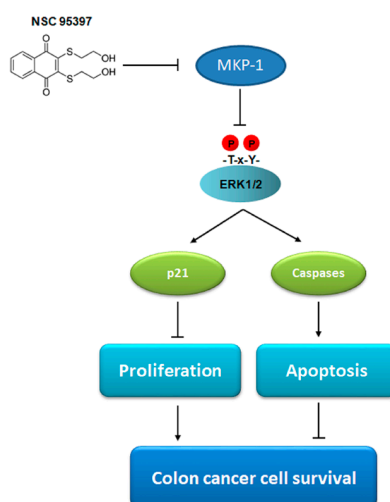 NSC 95397
O
S
OH
S
OH
O
MKP-1
P P
-T-x-Y-
ERK1/2
p21
Caspases
Proliferation
Apoptosis
Colon cancer cell survival